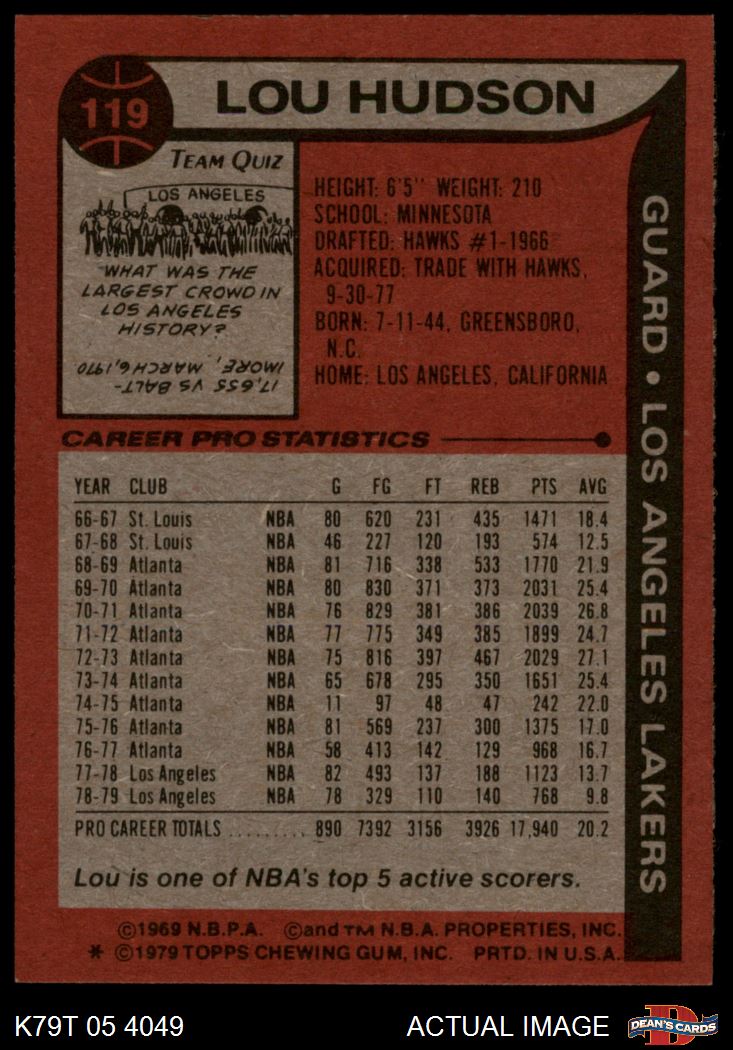 119
LOU HUDSON
TEAM QUIZ
LOS ANGELES
"WHAT WAS THE
LARGEST CROWD IN
LOS ANGELES
HISTORY?
17,655 VS BALT-
IMORE, MARCH 6, 1970
HEIGHT: 6'5" WEIGHT: 210
SCHOOL: MINNESOTA
DRAFTED: HAWKS #1-1966
ACQUIRED: TRADE WITH HAWKS,
9-30-77
BORN: 7-11-44, GREENSBORO,
N.C.
HOME: LOS ANGELES, CALIFORNIA
GUARD • LOS ANGELES LAKERS
CAREER PRO STATISTICS
YEAR CLUB G FG FT REB PTS AVG
66-67 St. Louis NBA 80 620 231 435 1471 18.4
67-68 St. Louis NBA 46 227 120 193 574 12.5
68-69 Atlanta NBA 81 716 338 533 1770 21.9
69-70 Atlanta NBA 80 830 371 373 2031 25.4
70-71 Atlanta NBA 76 829 381 386 2039 26.8
71-72 Atlanta NBA 77 775 349 385 1899 24.7
72-73 Atlanta NBA 75 816 397 467 2029 27.1
73-74 Atlanta NBA 65 678 295 350 1651 25.4
74-75 Atlanta NBA 11 97 48 47 242 22.0
75-76 Atlanta NBA 81 569 237 300 1375 17.0
76-77 Atlanta NBA 58 413 142 129 968 16.7
77-78 Los Angeles NBA 82 493 137 188 1123 13.7
78-79 Los Angeles NBA 78 329 110 140 768 9.8
PRO CAREER TOTALS ......... 890 7392 3156 3926 17,940 20.2
Lou is one of NBA's top 5 active scorers.
©1969 N.B.P.A. ©and TM N.B.A. PROPERTIES, INC.
* ©1979 TOPPS CHEWING GUM, INC. PRTD. IN U.S.A.
K79T 05 4049 ACTUAL IMAGE D DEAN'S CARDS